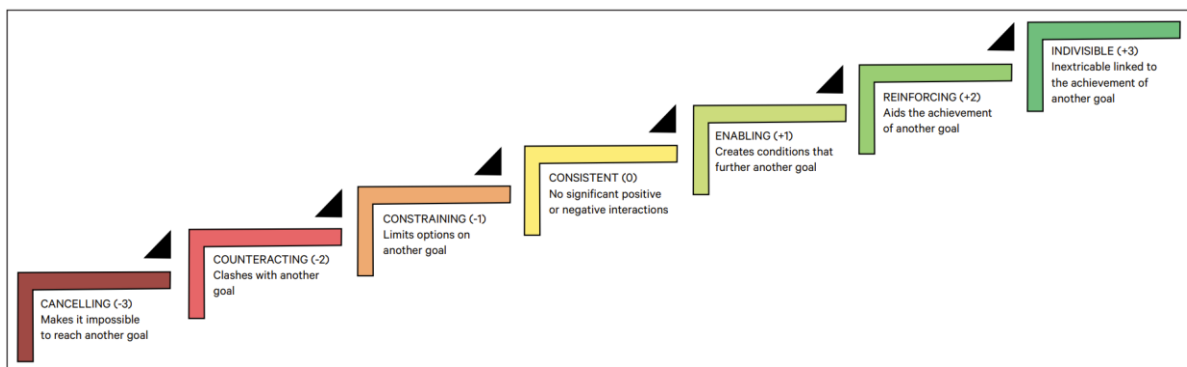 CANCELLING (-3)
Makes it impossible
to reach another goal
COUNTERACTING (-2)
Clashes with another
goal
CONSTRAINING (-1)
Limits options on
another goal
CONSISTENT (0)
No significant positive
or negative interactions
ENABLING (+1)
Creates conditions that
further another goal
REINFORCING (+2)
Aids the achievement
of another goal
INDIVISIBLE (+3)
Inextricable linked to
the achievement of
another goal